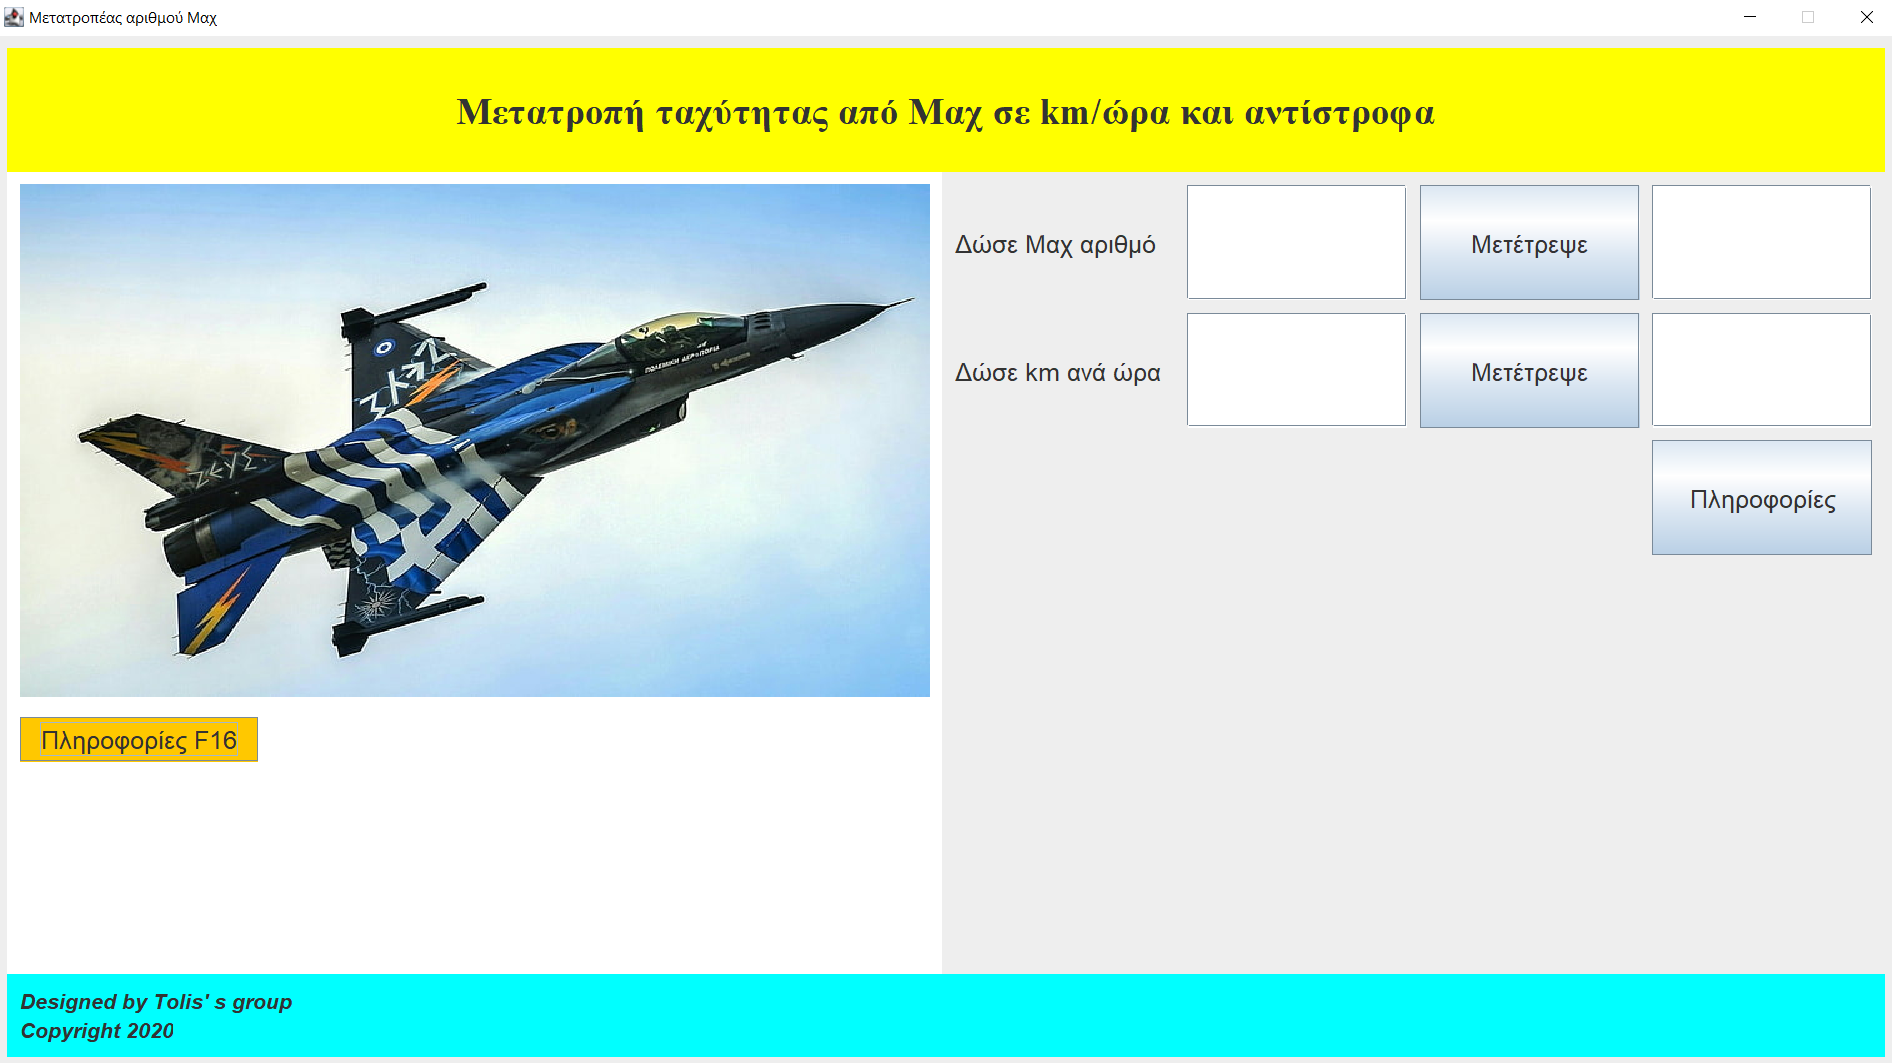 Μετατροπέας αριθμού Μαχ
Μετατροπή ταχύτητας από Μαχ σε km/ώρα και αντίστροφα
Δώσε Μαχ αριθμό
Μετέτρεψε
Δώσε km ανά ώρα
Μετέτρεψε
Πληροφορίες
ΠΟΛΕΜΙΚΗ ΑΕΡΟΠΟΡΙΑ
ΖΕΥΣ
Πληροφορίες F16
Designed by Tolis' s group
Copyright 2020